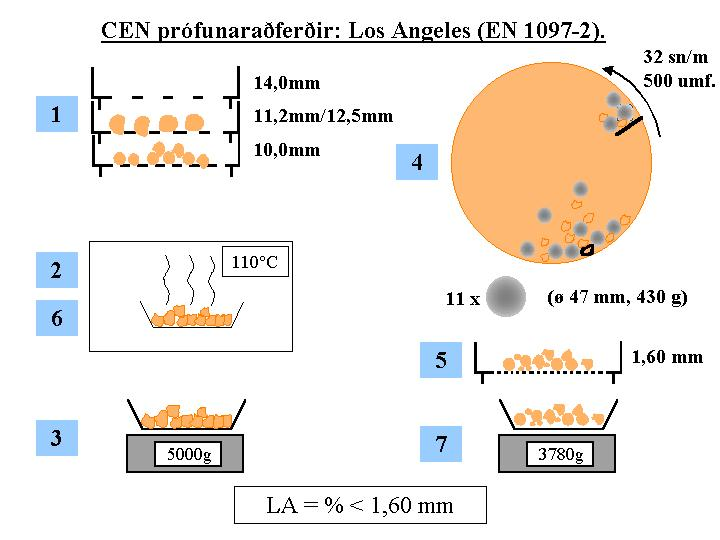 CEN prófunaraðferðir: Los Angeles (EN 1097-2).
32 sn/m
500 umf.
14,0mm
1
11,2mm/12,5mm
10,0mm
4
2
110°C
6
11 x
(ø 47 mm, 430 g)
5
1,60 mm
3
5000g
7
3780g
LA = % < 1,60 mm